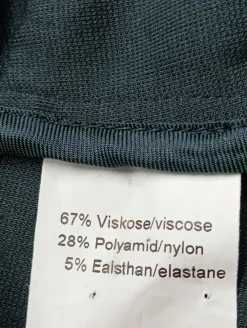 67% Viskose/viscose
28% Polyamid/nylon
5% Ealsthan/elastane